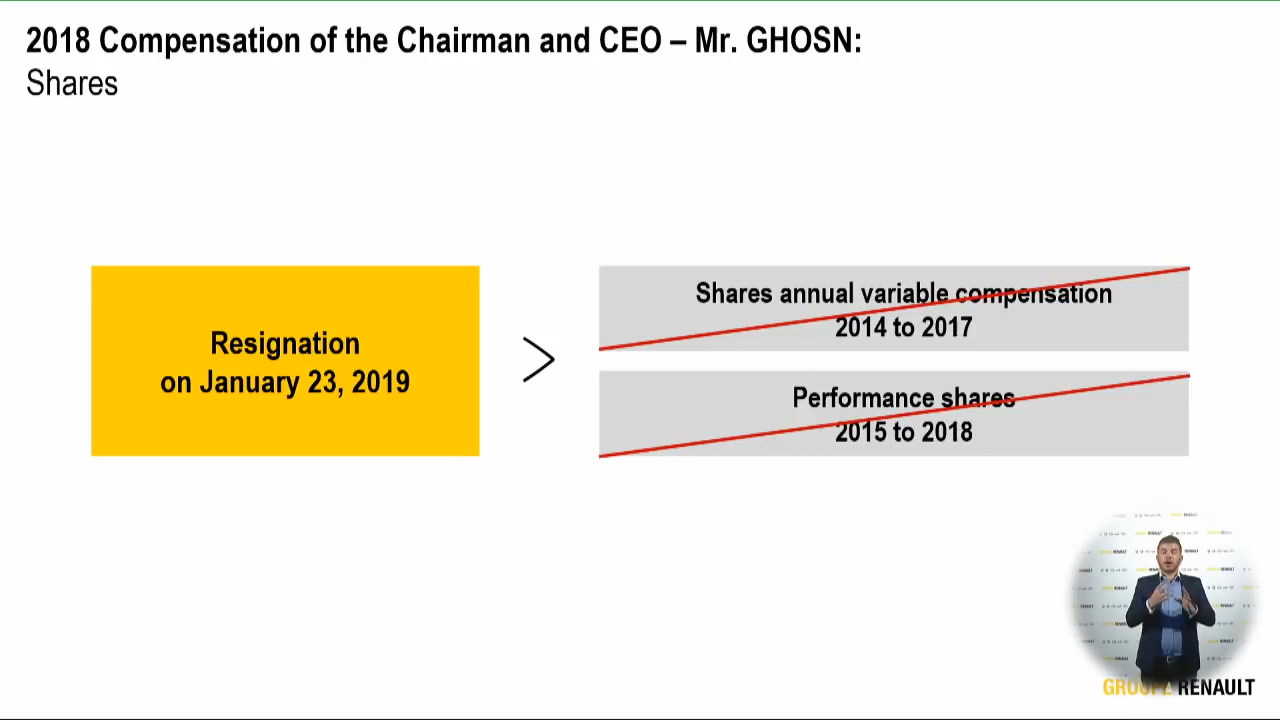 2018 Compensation of the Chairman and CEO – Mr. GHOSN:
Shares
Resignation
on January 23, 2019
Shares annual variable compensation
2014 to 2017
Performance shares
2015 to 2018
GROUPE RENAULT